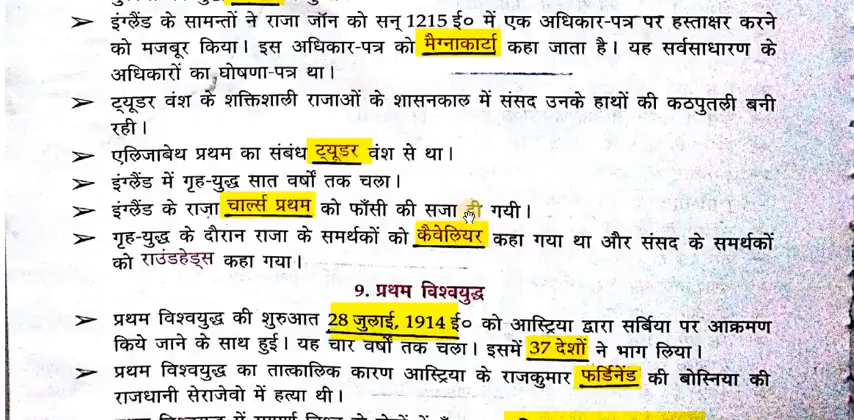 ➢ इंग्लैंड के सामन्तों ने राजा जॉन को सन् 1215 ई० में एक अधिकार-पत्र पर हस्ताक्षर करने
को मजबूर किया। इस अधिकार-पत्र को मैग्नाकार्टा कहा जाता है। यह सर्वसाधारण के
अधिकारों का घोषणा-पत्र था।
➢ ट्यूडर वंश के शक्तिशाली राजाओं के शासनकाल में संसद उनके हाथों की कठपुतली बनी
रही।
➢ एलिजाबेथ प्रथम का संबंध ट्यूडर वंश से था।
➢ इंग्लैंड में गृह-युद्ध सात वर्षों तक चला।
➢ इंग्लैंड के राजा चार्ल्स प्रथम को फाँसी की सजा दी गयी।
➢ गृह-युद्ध के दौरान राजा के समर्थकों को कैवेलियर कहा गया था और संसद के समर्थकों
को राउंडहेड्स कहा गया।
9. प्रथम विश्वयुद्ध
➢ प्रथम विश्वयुद्ध की शुरुआत 28 जुलाई, 1914 ई० को आस्ट्रिया द्वारा सर्बिया पर आक्रमण
किये जाने के साथ हुई। यह चार वर्षों तक चला। इसमें 37 देशों ने भाग लिया।
➢ प्रथम विश्वयुद्ध का तात्कालिक कारण आस्ट्रिया के राजकुमार फर्डिनेंड की बोस्निया की
राजधानी सेराजेवो में हत्या थी।